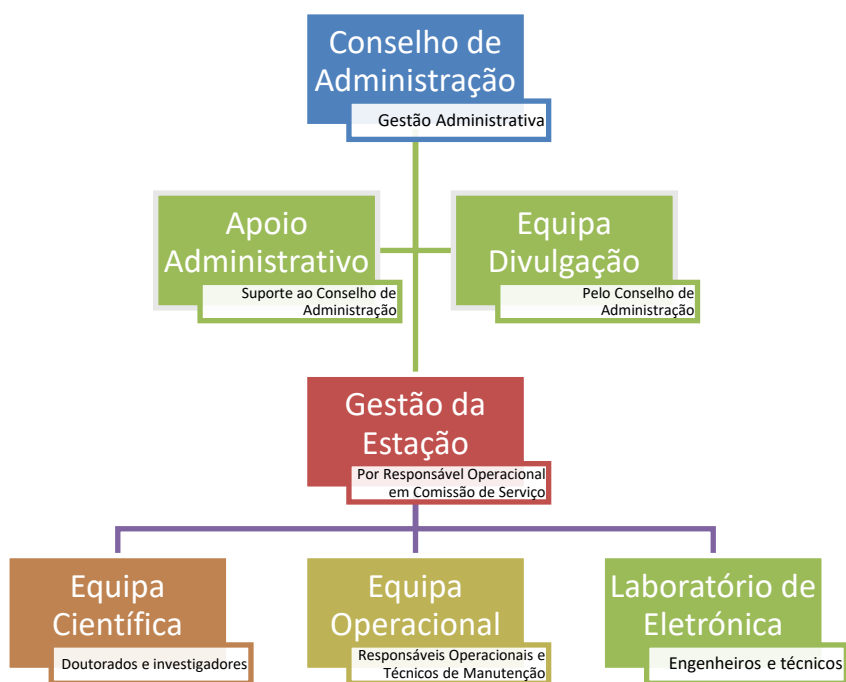 Conselho de
Administração
Gestão Administrativa
Apoio
Administrativo
Suporte ao Conselho de
Administração
Equipa
Divulgação
Pelo Conselho de
Administração
Gestão da
Estação
Por Responsável Operacional
em Comissão de Serviço
Equipa
Científica
Doutorados e investigadores
Equipa
Operacional
Responsáveis Operacionais e
Técnicos de Manutenção
Laboratório de
Eletrónica
Engenheiros e técnicos